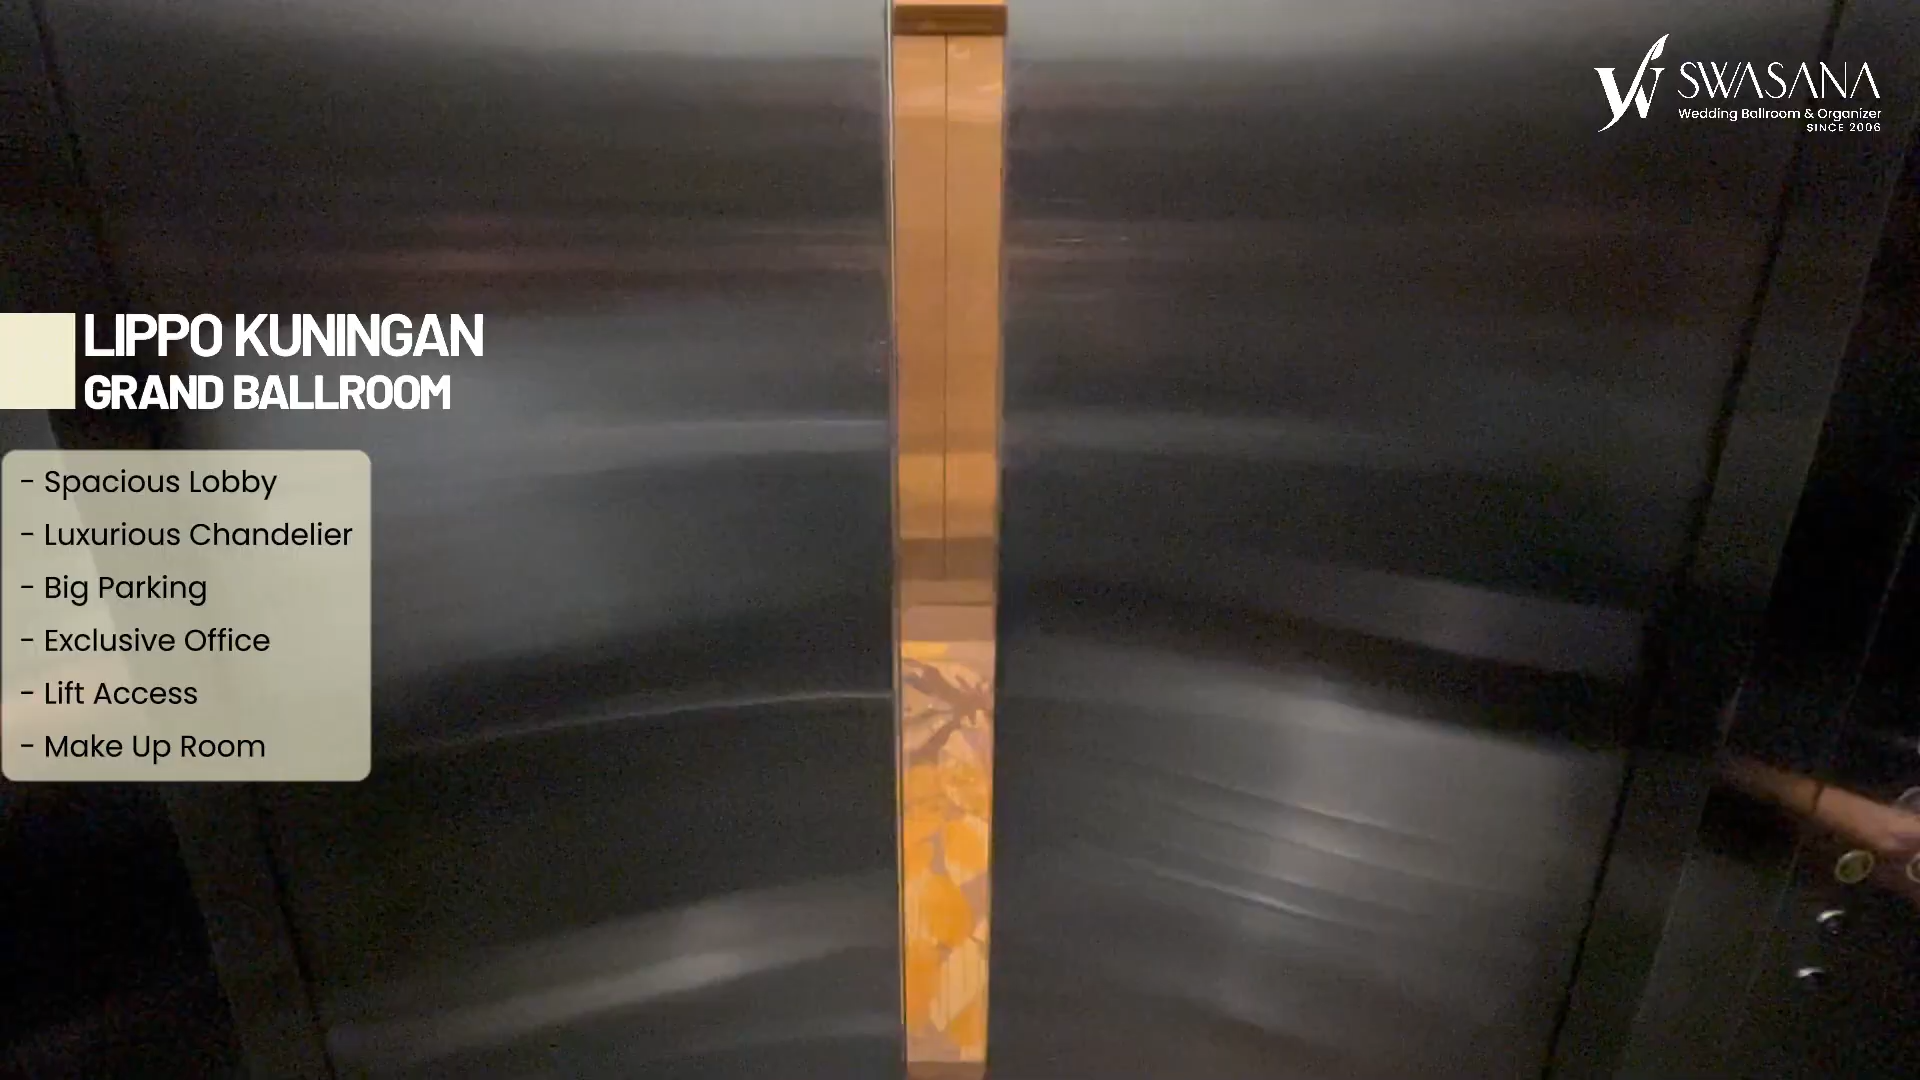 SWASANA
Wedding Ballroom & Organizer
SINCE 2006
LIPPO KUNINGAN
GRAND BALLROOM
- Spacious Lobby
- Luxurious Chandelier
- Big Parking
- Exclusive Office
- Lift Access
- Make Up Room